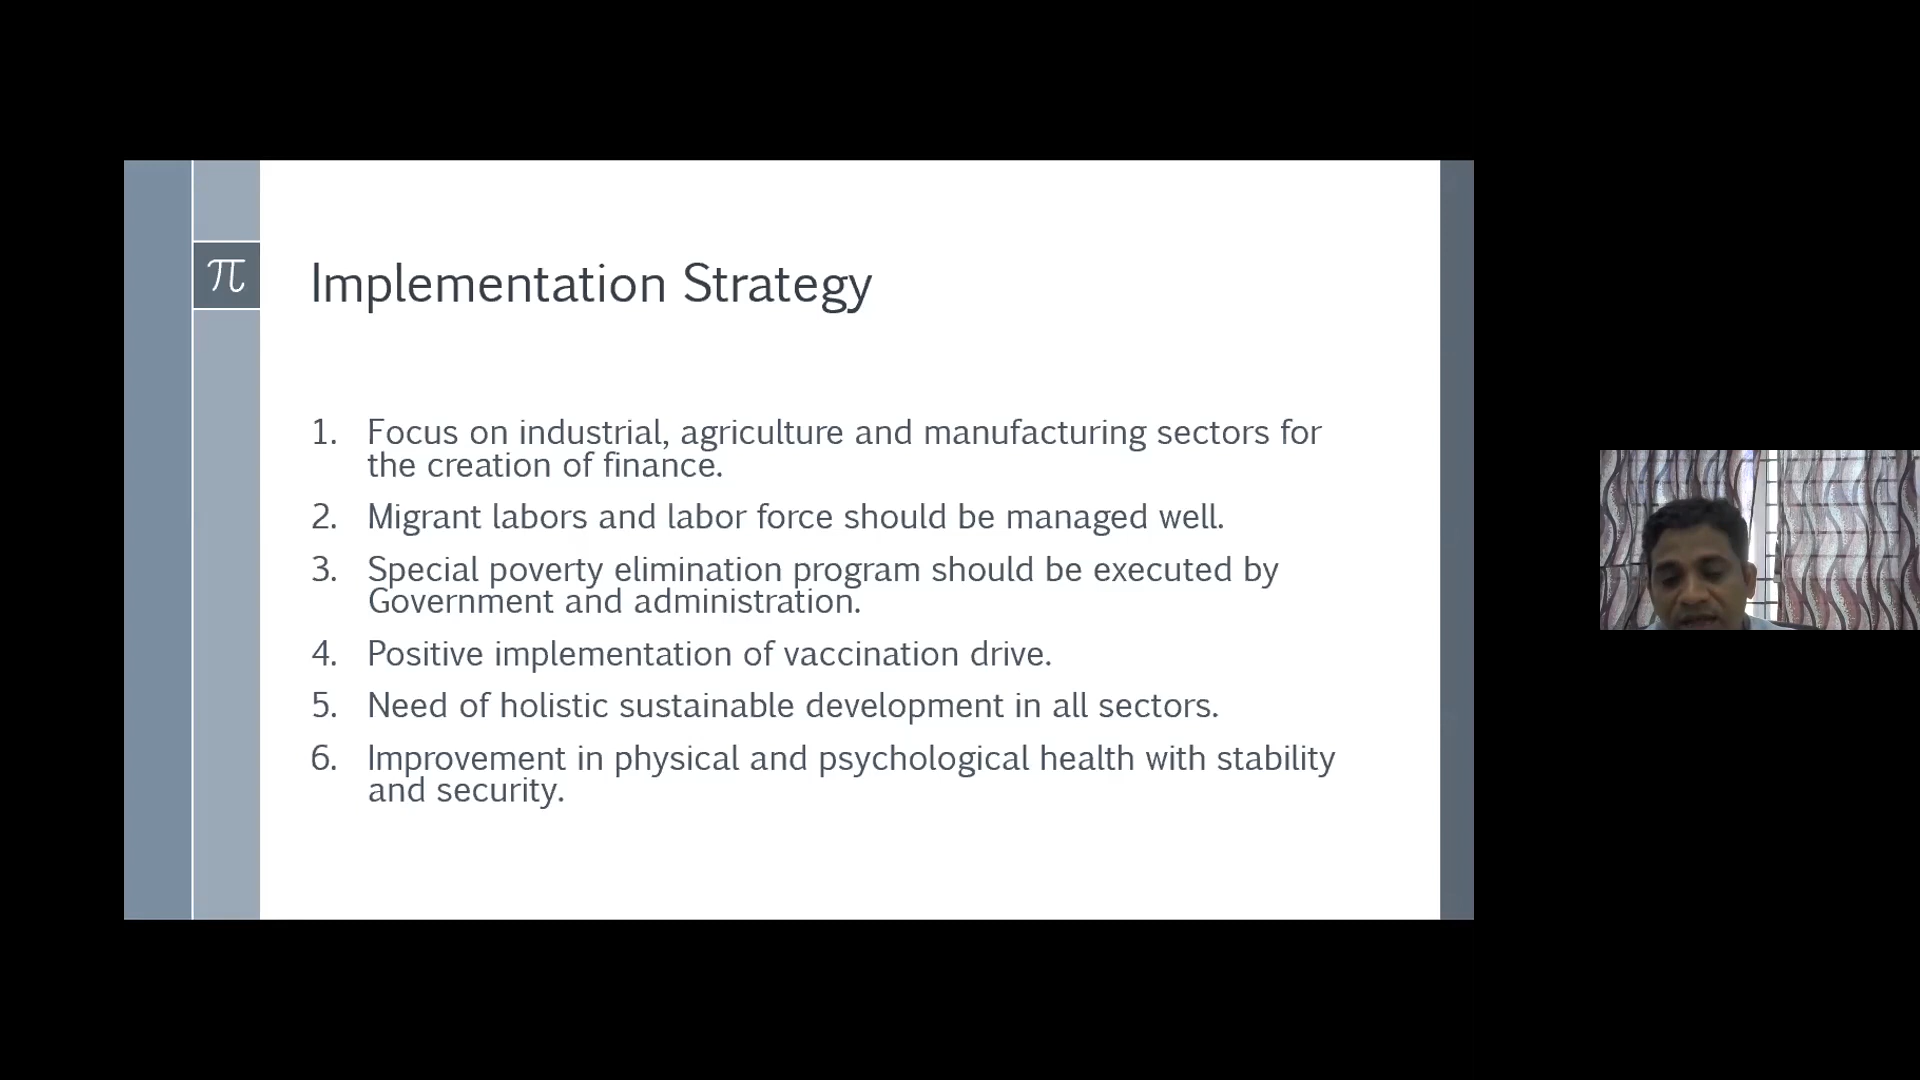 π
Implementation Strategy
1. Focus on industrial, agriculture and manufacturing sectors for
the creation of finance.
2. Migrant labors and labor force should be managed well.
3. Special poverty elimination program should be executed by
Government and administration.
4. Positive implementation of vaccination drive.
5. Need of holistic sustainable development in all sectors.
6. Improvement in physical and psychological health with stability
and security.